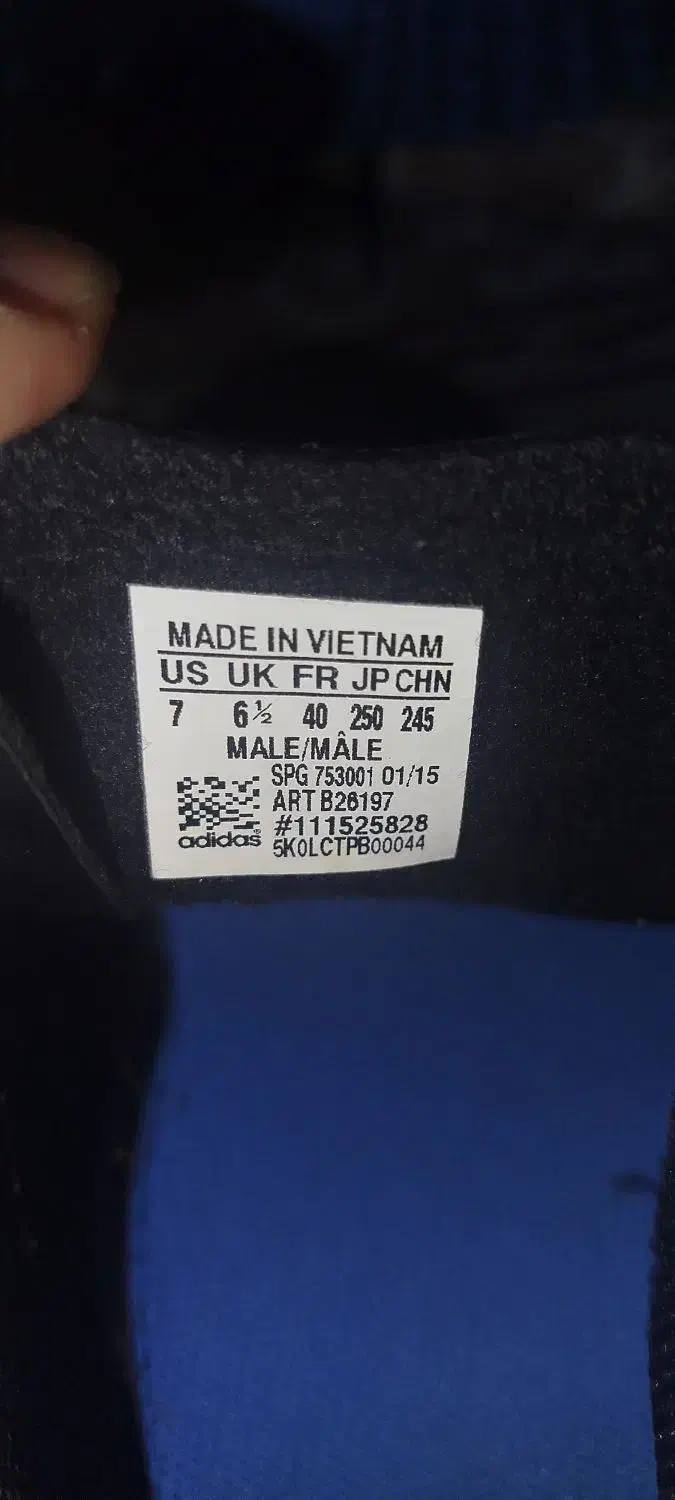 MADE IN VIETNAM
US UK FR JP CHN
7 6½ 40 250 245
MALE/MÂLE
SPG 753001 01/15
ART B26197
#111525828
adidas® 5K0LCTPB00044